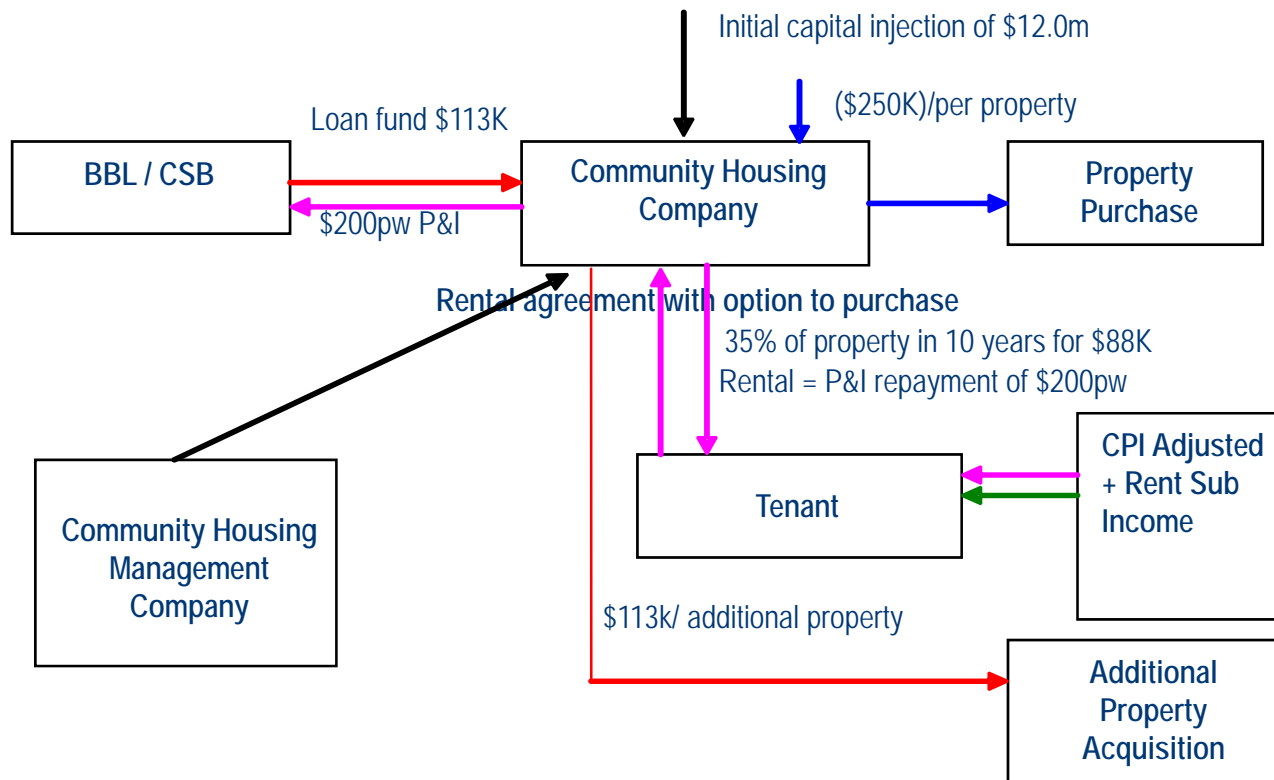 Initial capital injection of $12.0m
($250K)/per property
Loan fund $113K
BBL / CSB
Community Housing
Company
Property
Purchase
$200pw P&I
Rental agreement with option to purchase
35% of property in 10 years for $88K
Rental = P&I repayment of $200pw
CPI Adjusted
+ Rent Sub
Income
Tenant
Community Housing
Management
Company
$113k/ additional property
Additional
Property
Acquisition